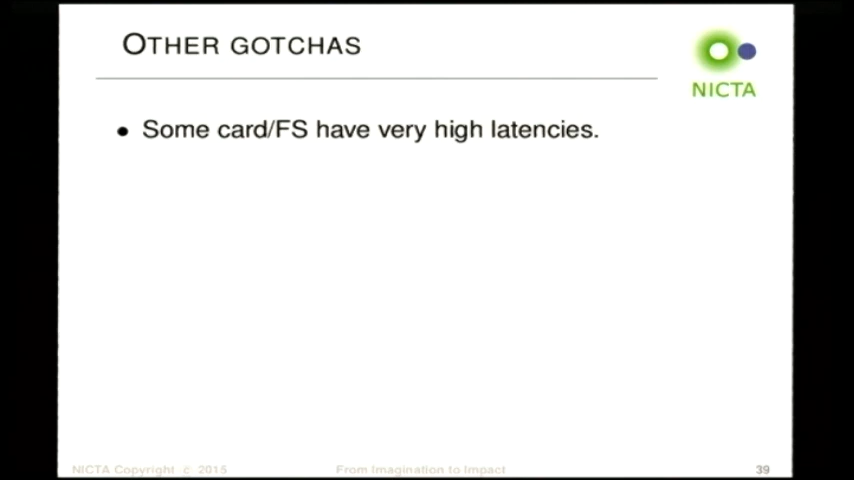 OTHER GOTCHAS
NICTA
• Some card/FS have very high latencies.
NICTA Copyright © 2015
From Imagination to Impact
39